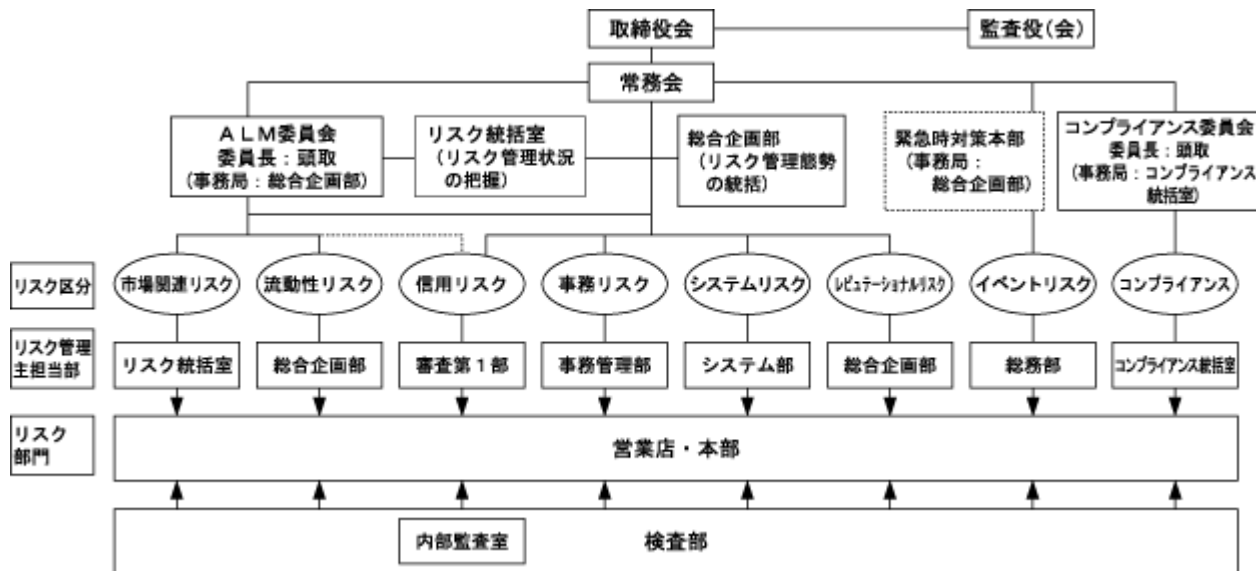 取締役会
監査役(会)
常務会
ALM委員会
委員長:頭取
(事務局:総合企画部)
リスク統括室
(リスク管理状況
の把握)
総合企画部
(リスク管理態勢
の統括)
緊急時対策本部
(事務局:
総合企画部)
コンプライアンス委員会
委員長:頭取
(事務局:コンプライアンス
統括室)
リスク区分
市場関連リスク
流動性リスク
信用リスク
事務リスク
システムリスク
レピュテーショナルリスク
イベントリスク
コンプライアンス
リスク管理
主担当部
リスク統括室
総合企画部
審査第1部
事務管理部
システム部
総合企画部
総務部
コンプライアンス統括室
リスク
部門
営業店・本部
内部監査室
検査部